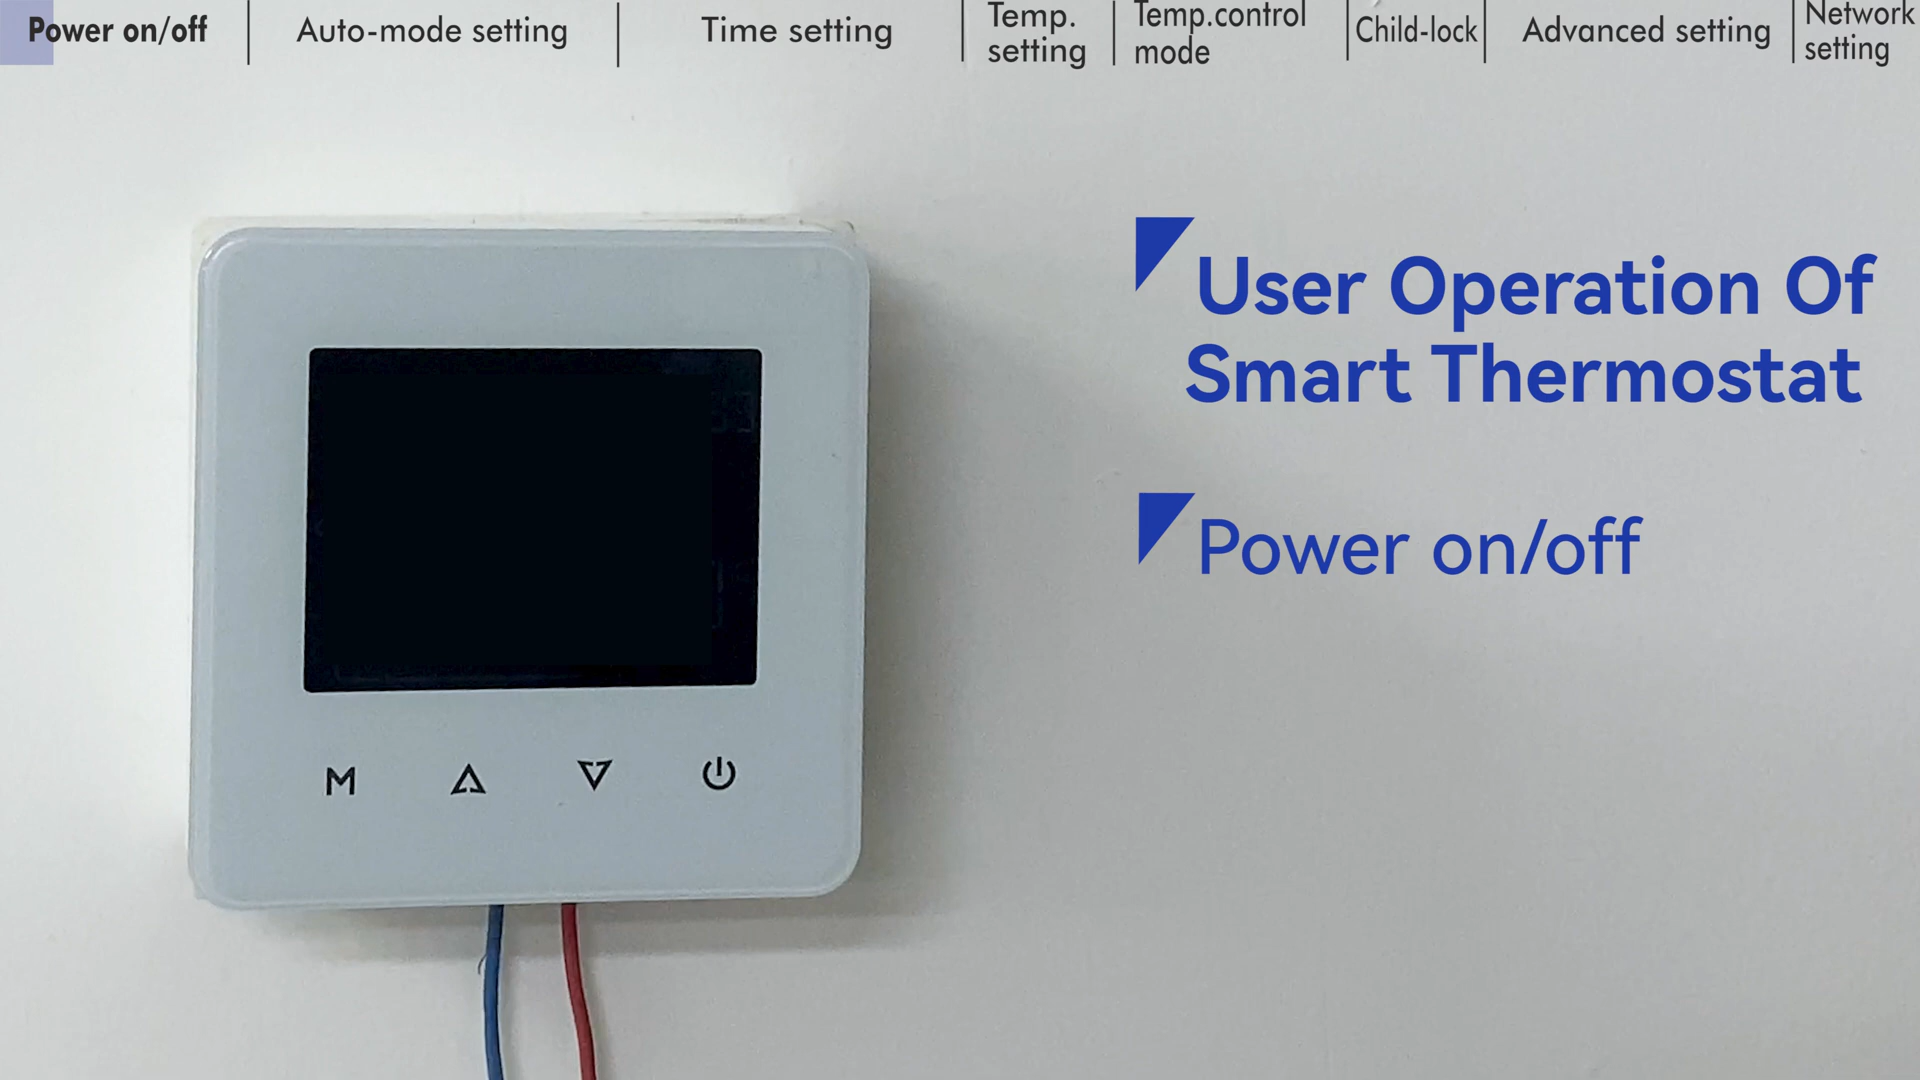 Power on/off
Auto-mode setting
Time setting
Temp.
setting
Temp.control
mode
Child-lock
Advanced setting
Network
setting
User Operation Of
Smart Thermostat
Power on/off
M